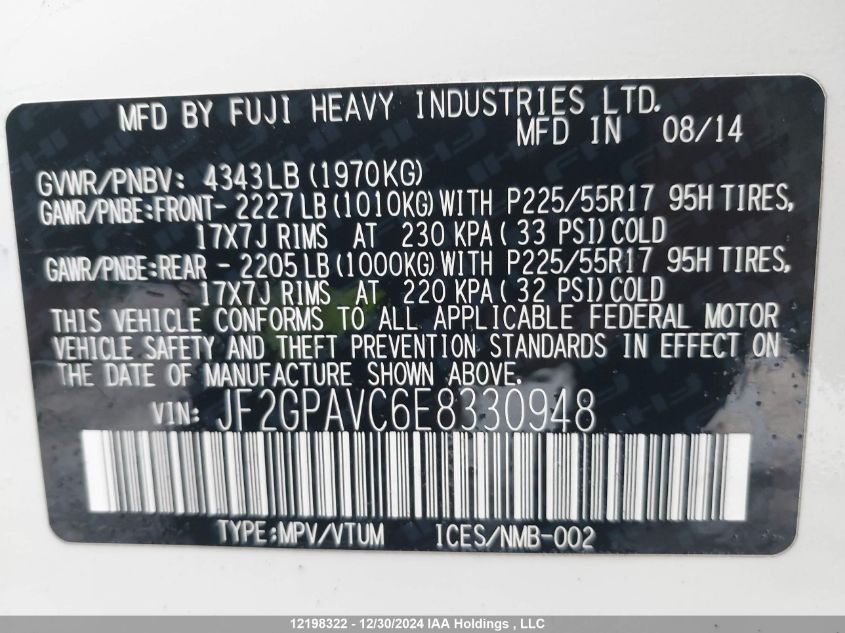 MFD BY FUJI HEAVY INDUSTRIES LTD.
MFD IN 08/14
GVWR/PNBV: 4343LB (1970KG)
GAWR/PNBE:FRONT- 2227LB (1010KG) WITH P225/55R17 95H TIRES,
17X7J RIMS AT 230 KPA ( 33 PSI) COLD
GAWR/PNBE:REAR - 2205LB (1000KG) WITH P225/55R17 95H TIRES,
17X7J RIMS AT 220 KPA ( 32 PSI) COLD
THIS VEHICLE CONFORMS TO ALL APPLICABLE FEDERAL MOTOR
VEHICLE SAFETY AND THEFT PREVENTION STANDARDS IN EFFECT ON
THE DATE OF MANUFACTURE SHOWN ABOVE.
VIN: JF2GPAVC6E8330948
TYPE:MPV/VTUM ICES/NMB-002
12198322 - 12/30/2024 IAA Holdings , LLC